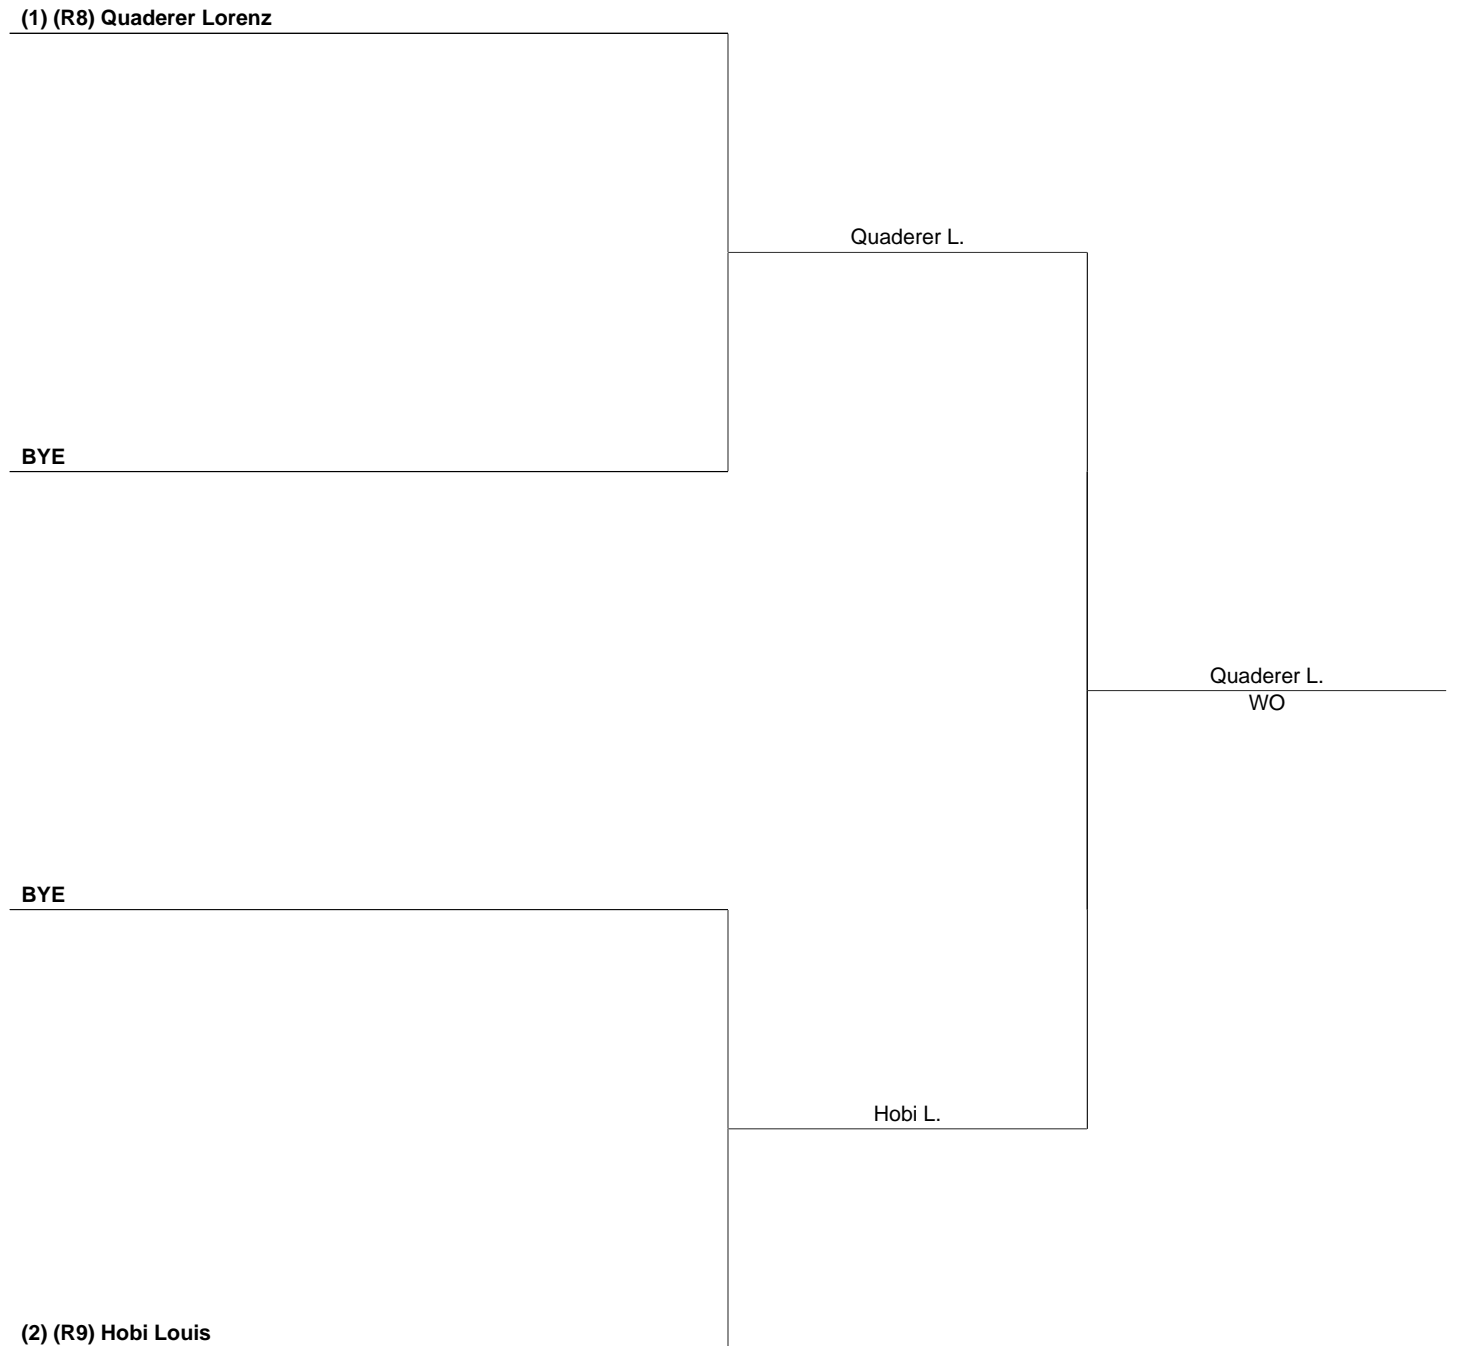 (1) (R8) Quaderer Lorenz
Quaderer L.
BYE
Quaderer L.
WO
BYE
Hobi L.
(2) (R9) Hobi Louis